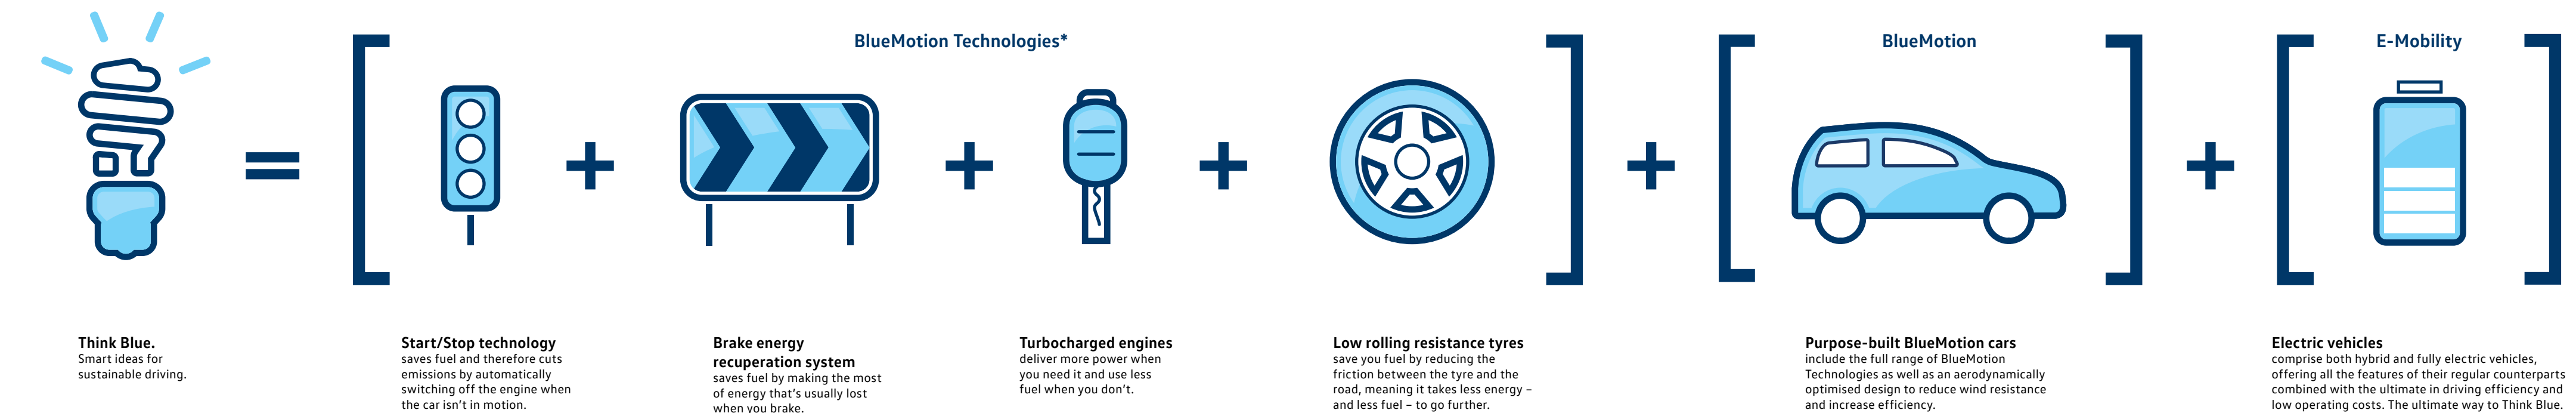 BlueMotion Technologies*
BlueMotion
E-Mobility
Think Blue.
Smart ideas for
sustainable driving.
Start/Stop technology
saves fuel and therefore cuts
emissions by automatically
switching off the engine when
the car isn’t in motion.
Brake energy
recuperation system
saves fuel by making the most
of energy that’s usually lost
when you brake.
Turbocharged engines
deliver more power when
you need it and use less
fuel when you don’t.
Low rolling resistance tyres
save you fuel by reducing the
friction between the tyre and the
road, meaning it takes less energy –
and less fuel – to go further.
Purpose-built BlueMotion cars
include the full range of BlueMotion
Technologies as well as an aerodynamically
optimised design to reduce wind resistance
and increase efficiency.
Electric vehicles
comprise both hybrid and fully electric vehicles,
offering all the features of their regular counterparts
combined with the ultimate in driving efficiency and
low operating costs. The ultimate way to Think Blue.